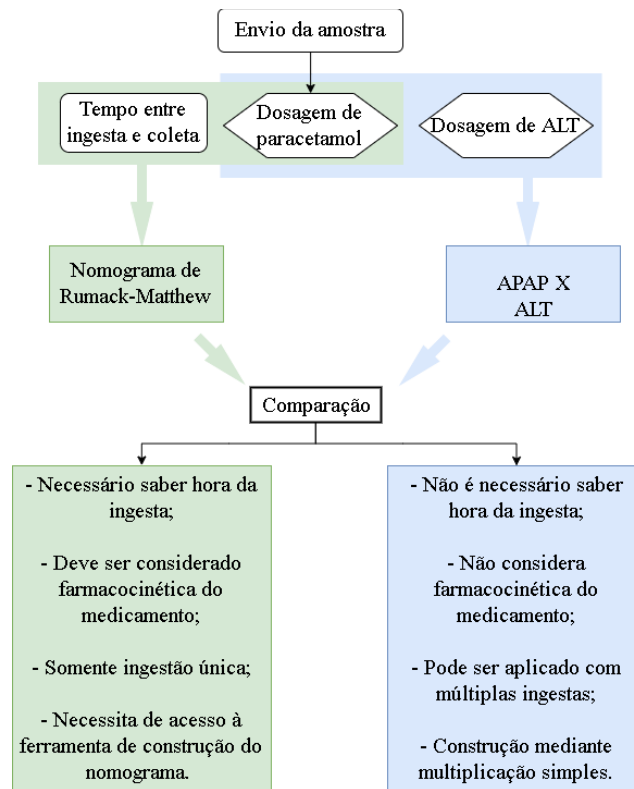 Envio da amostra
Tempo entre
ingesta e coleta
Dosagem de
paracetamol
Dosagem de ALT
Nomograma de
Rumack-Matthew
APAP X
ALT
Comparação
- Necessário saber hora da
ingesta;
- Deve ser considerado
farmacocinética do
medicamento;
- Somente ingestão única;
- Necessita de acesso à
ferramenta de construção do
nomograma.
- Não é necessário saber
hora da ingesta;
- Não considera
farmacocinética do
medicamento;
- Pode ser aplicado com
múltiplas ingestas;
- Construção mediante
multiplicação simples.